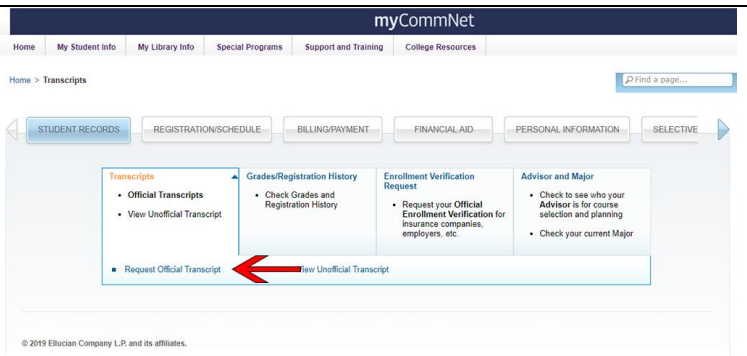 myCommNet
Home My Student Info My Library Info Special Programs Support and Training College Resources
Home > Transcripts
Find a page...
STUDENT RECORDS REGISTRATION/SCHEDULE BILLING/PAYMENT FINANCIAL AID PERSONAL INFORMATION SELECTIVE
Transcripts
• Official Transcripts
• View Unofficial Transcript
Grades/Registration History
• Check Grades and
Registration History
Enrollment Verification
Request
• Request your Official
Enrollment Verification for
insurance companies,
employers, etc.
Advisor and Major
• Check to see who your
Advisor is for course
selection and planning
• Check your current Major
Request Official Transcript View Unofficial Transcript
© 2019 Ellucian Company L.P. and its affiliates.